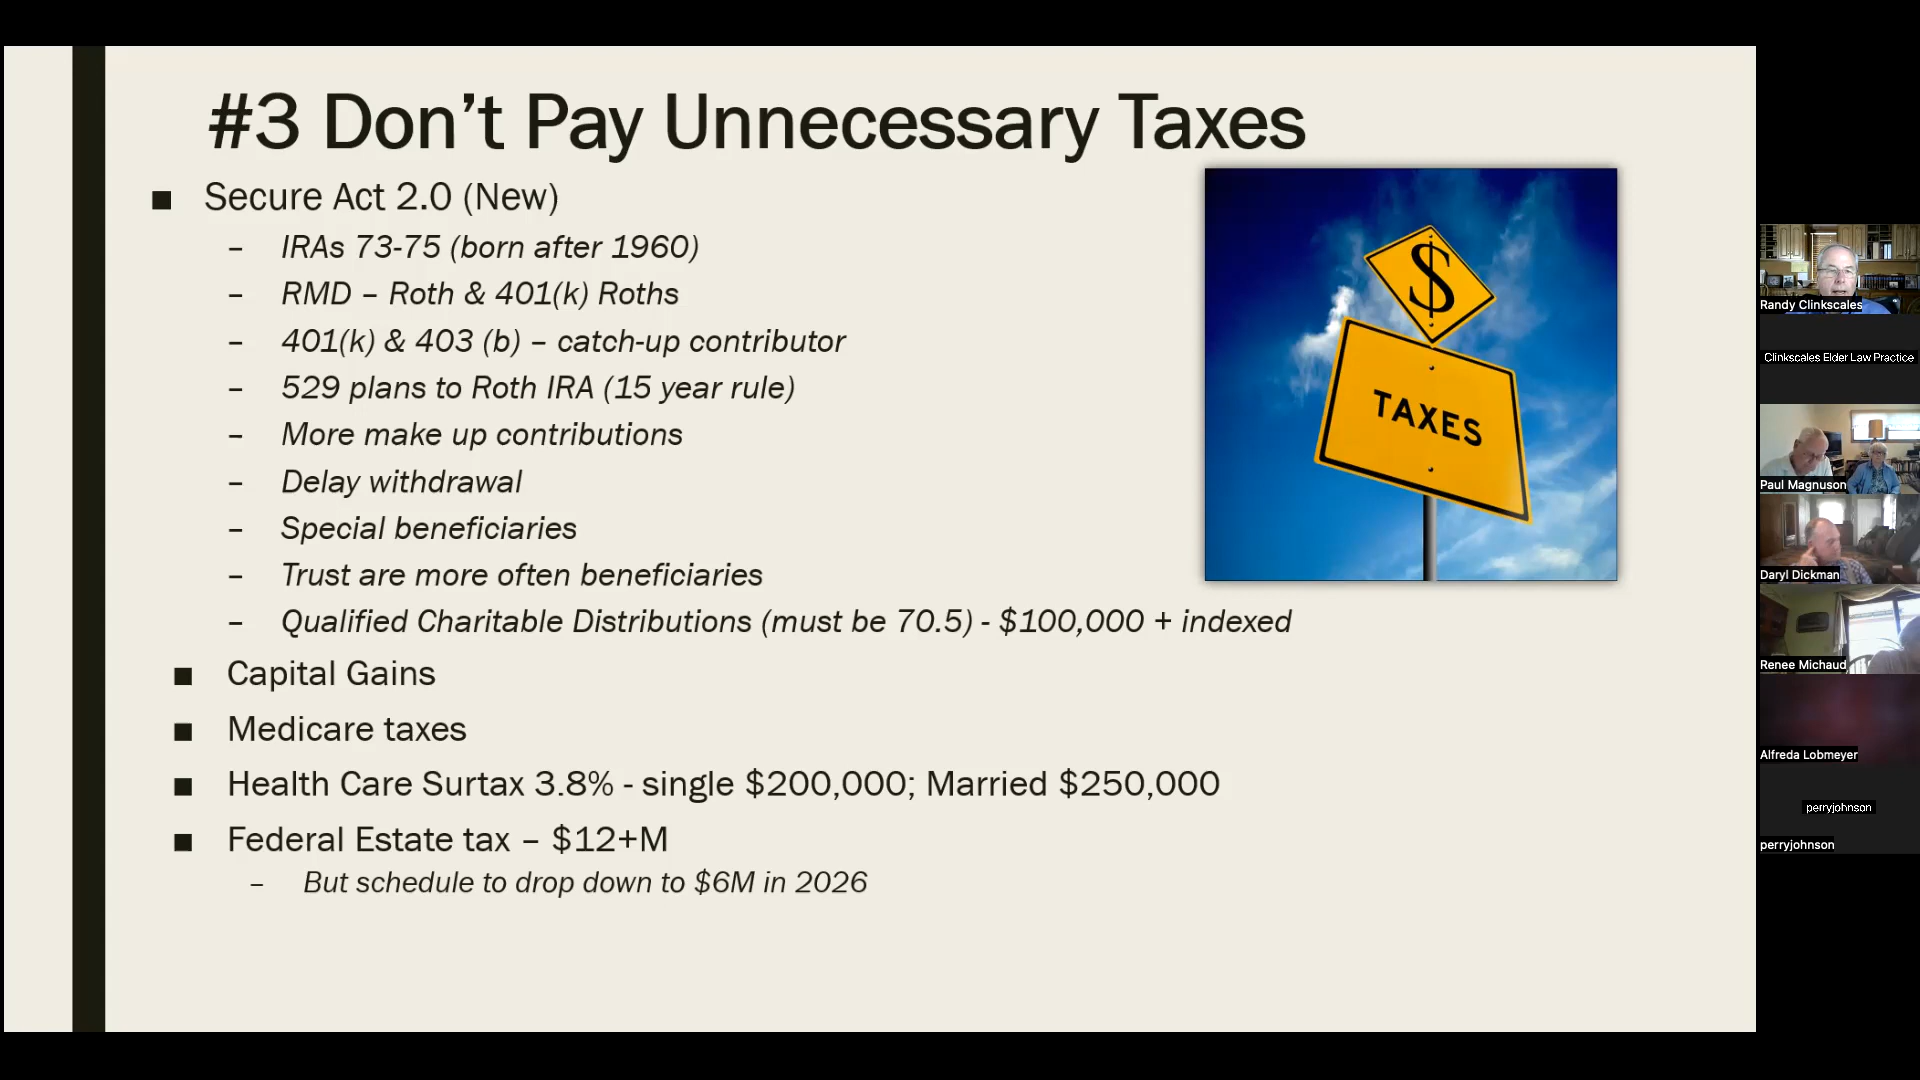 #3 Don’t Pay Unnecessary Taxes
■ Secure Act 2.0 (New)
– IRAs 73-75 (born after 1960)
– RMD – Roth & 401(k) Roths
– 401(k) & 403 (b) – catch-up contributor
– 529 plans to Roth IRA (15 year rule)
– More make up contributions
– Delay withdrawal
– Special beneficiaries
– Trust are more often beneficiaries
– Qualified Charitable Distributions (must be 70.5) - $100,000 + indexed
■ Capital Gains
■ Medicare taxes
■ Health Care Surtax 3.8% - single $200,000; Married $250,000
■ Federal Estate tax – $12+M
– But schedule to drop down to $6M in 2026
$
TAXES
Randy Clinkscales
Clinkscales Elder Law Practice
Paul Magnuson
Daryl Dickman
Renee Michaud
Alfreda Lobmeyer
perryjohnson
perryjohnson